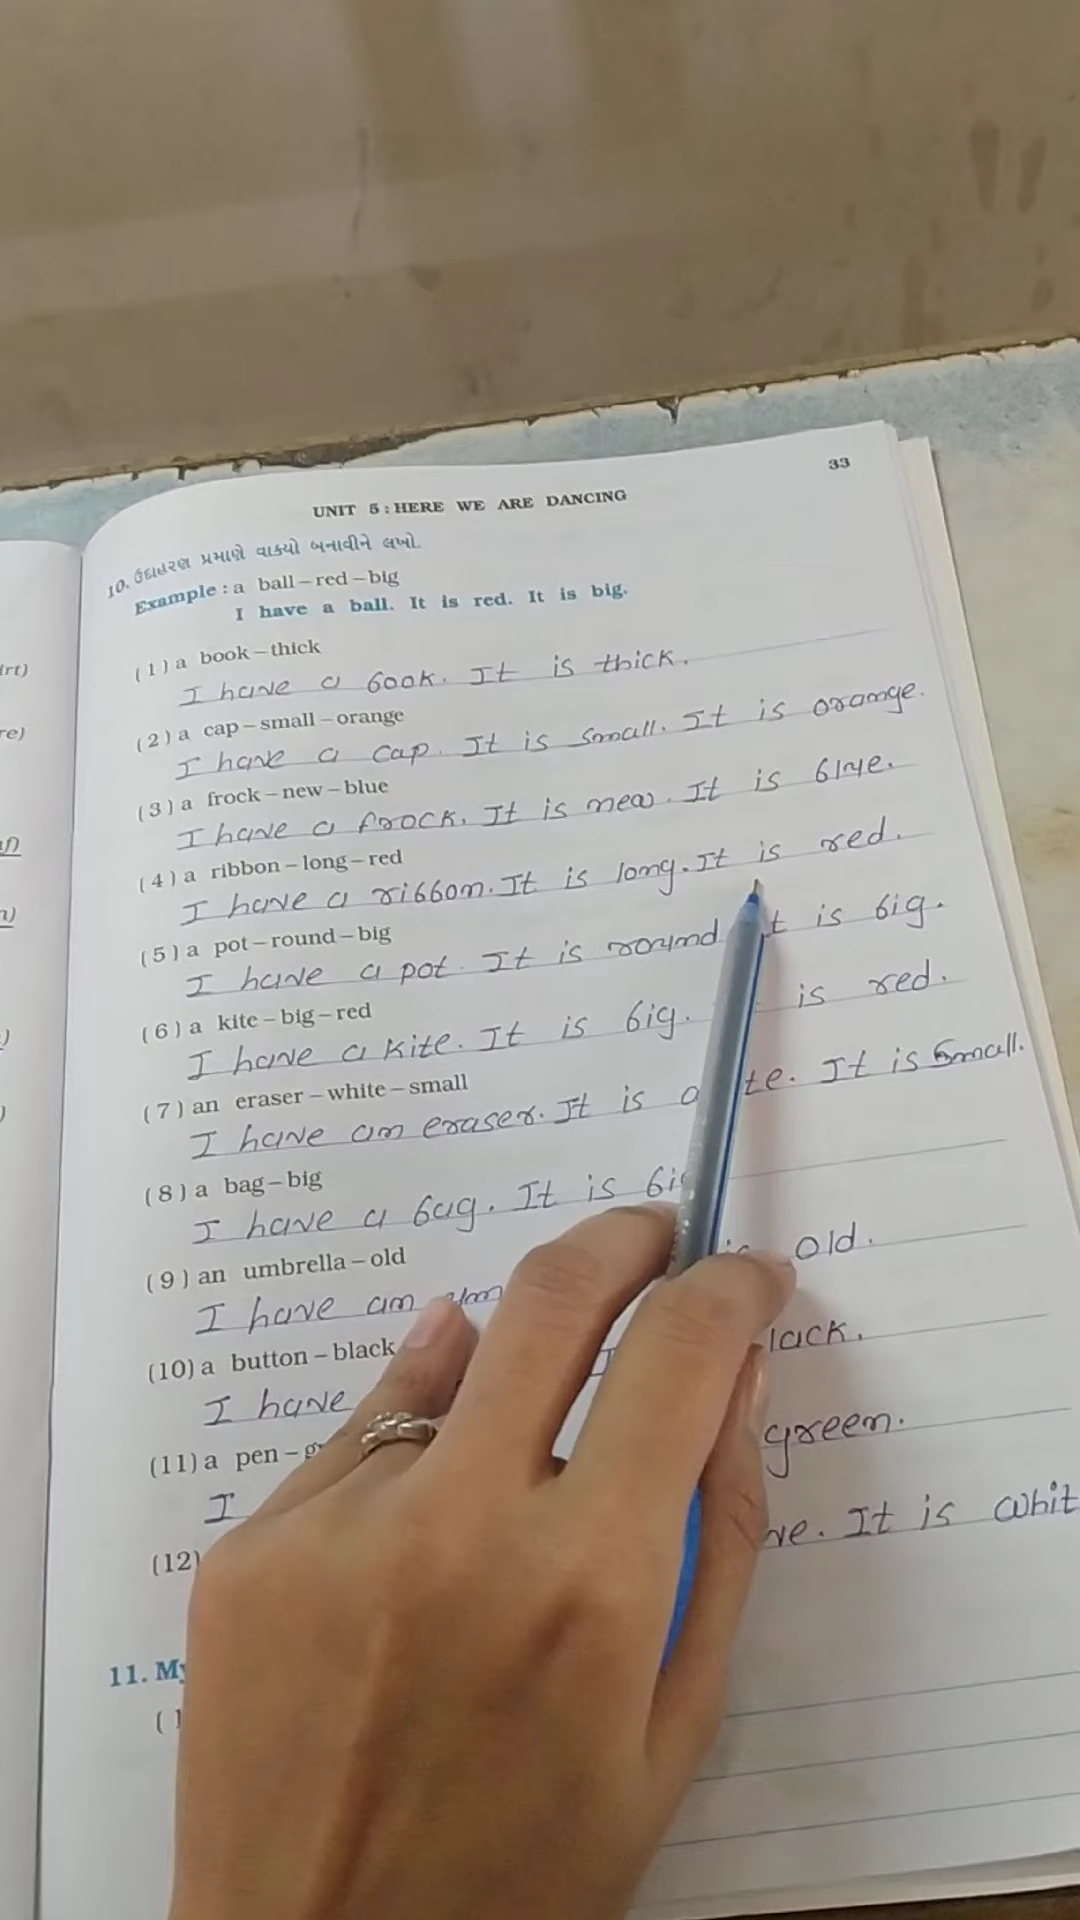 33
UNIT 5 : HERE WE ARE DANCING
10. ઉદાહરણ પ્રમાણે વાક્યો બનાવીને લખો.
Example : a ball – red – big
I have a ball. It is red. It is big.
(1) a book – thick
I have a book. It is thick.
(2) a cap – small – orange
I have a cap. It is small. It is orange.
(3) a frock – new – blue
I have a frock. It is new. It is blue.
(4) a ribbon – long – red
I have a ribbon. It is long. It is red.
(5) a pot – round – big
I have a pot. It is round It is big.
(6) a kite – big – red
I have a kite. It is big. is red.
(7) an eraser – white – small
I have an eraser. It is It is small.
(8) a bag – big
I have a bag. It is
(9) an umbrella – old
I have an old.
(10) a button – black
I have
(11) a pen –
I green.
(12) It is
11.